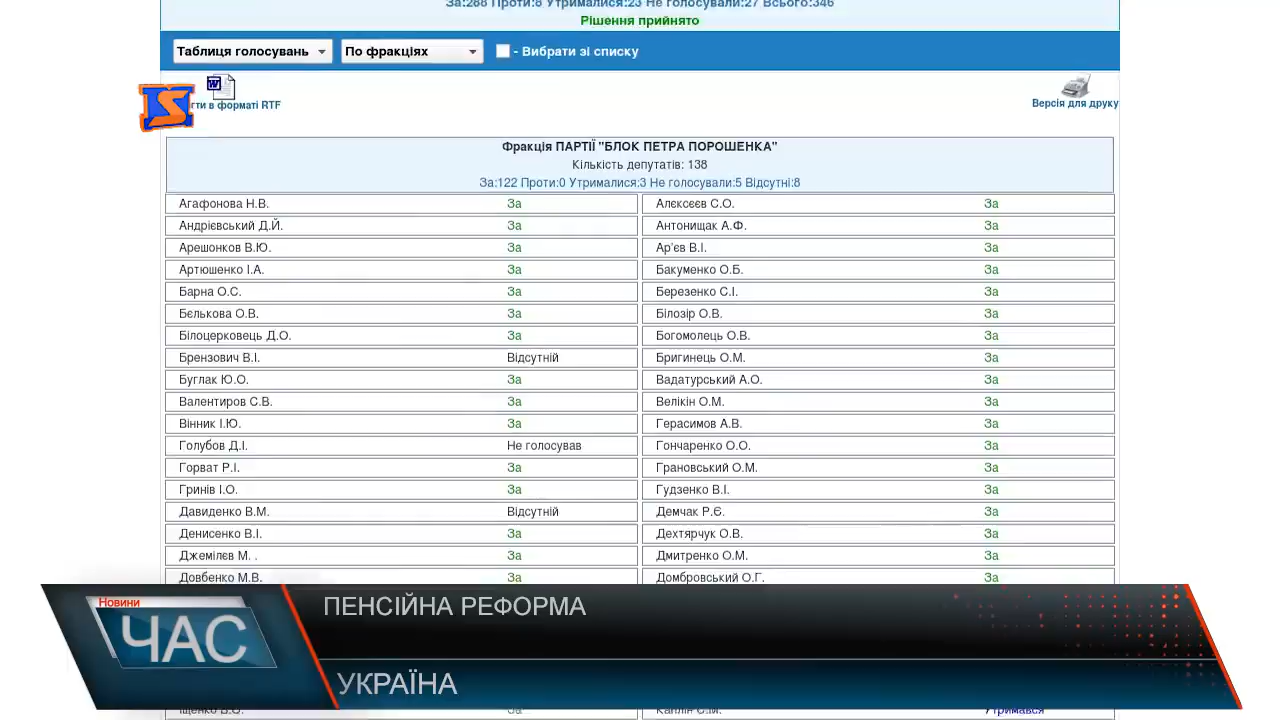 За:288 Проти:8 Утрималися:23 Не голосували:27 Всього:346
Рішення прийнято
Таблиця голосувань По фракціях - Вибрати зі списку
гти в форматі RTF Версія для друку
Фракція ПАРТІЇ "БЛОК ПЕТРА ПОРОШЕНКА"
Кількість депутатів: 138
За:122 Проти:0 Утрималися:3 Не голосували:5 Відсутні:8
Агафонова Н.В. За Алєксєєв С.О. За
Андрієвський Д.Й. За Антонищак А.Ф. За
Арешонков В.Ю. За Ар'єв В.І. За
Артюшенко І.А. За Бакуменко О.Б. За
Барна О.С. За Березенко С.І. За
Бєлькова О.В. За Білозір О.В. За
Білоцерковець Д.О. За Богомолець О.В. За
Брензович В.І. Відсутній Бригинець О.М. За
Буглак Ю.О. За Вадатурський А.О. За
Валентиров С.В. За Велікін О.М. За
Вінник І.Ю. За Герасимов А.В. За
Голубов Д.І. Не голосував Гончаренко О.О. За
Горват Р.І. За Грановський О.М. За
Гринів І.О. За Гудзенко В.І. За
Давиденко В.М. Відсутній Демчак Р.Є. За
Денисенко В.І. За Дехтярчук О.В. За
Джемілєв М. . За Дмитренко О.М. За
Довбенко М.В. За Домбровський О.Г. За
Новини
ЧАС
ПЕНСІЙНА РЕФОРМА
УКРАЇНА
Іщенко В.О. За Каплін С.М. Утримався